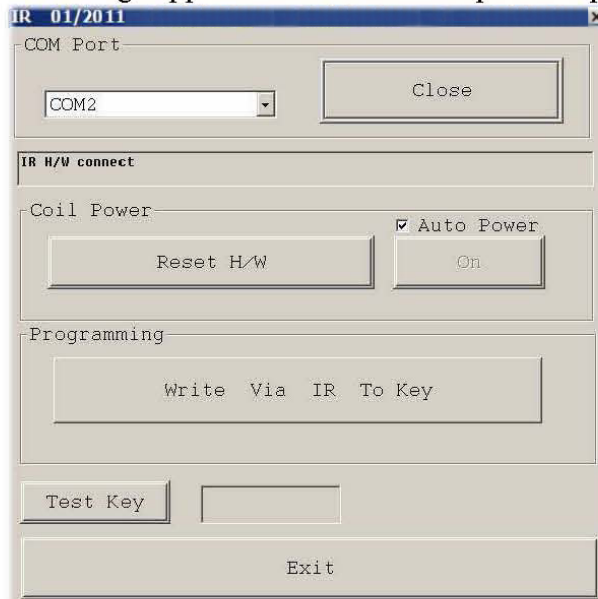 IR 01/2011
COM Port
COM2
Close
IR H/W connect
Coil Power
Auto Power
Reset H/W
On
Programming
Write Via IR To Key
Test Key
Exit